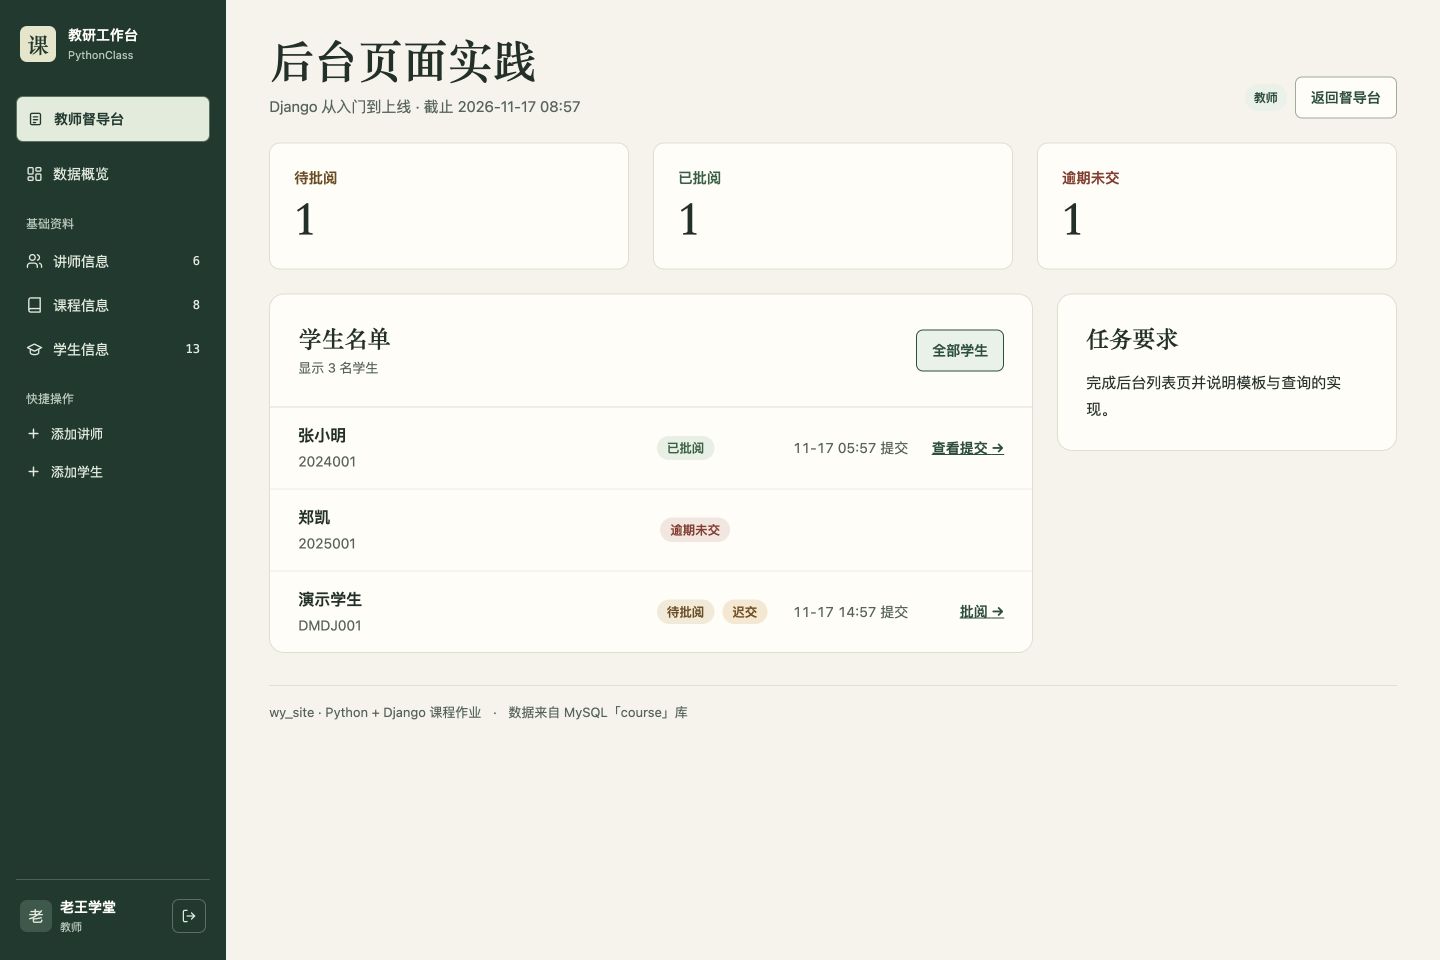 课
教研工作台
PythonClass
教师督导台
数据概览
基础资料
讲师信息 6
课程信息 8
学生信息 13
快捷操作
+ 添加讲师
+ 添加学生
老
老王学堂
教师
后台页面实践
Django 从入门到上线 · 截止 2026-11-17 08:57
教师
返回督导台
待批阅
1
已批阅
1
逾期未交
1
学生名单
显示 3 名学生
全部学生
张小明
2024001
已批阅
11-17 05:57 提交
查看提交 →
郑凯
2025001
逾期未交
演示学生
DMDJ001
待批阅
迟交
11-17 14:57 提交
批阅 →
任务要求
完成后台列表页并说明模板与查询的实
现。
wy_site · Python + Django 课程作业 · 数据来自 MySQL「course」库